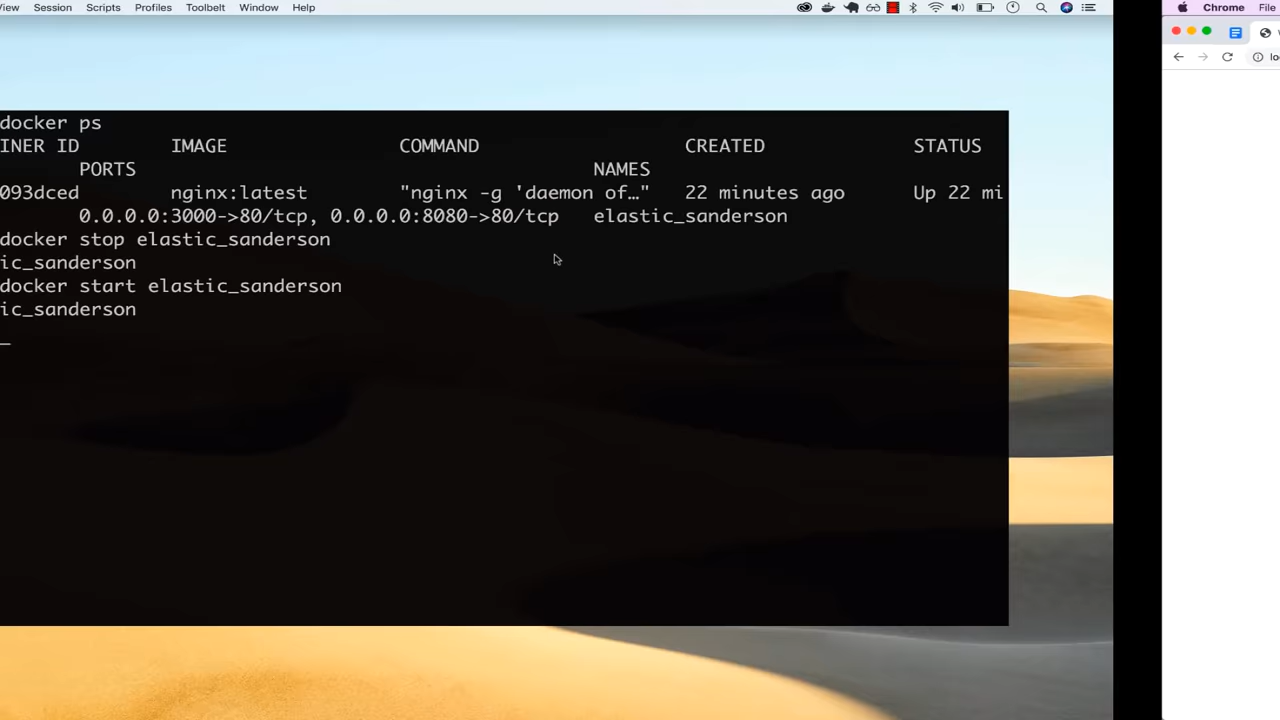 View Session Scripts Profiles Toolbelt Window Help
Chrome File
docker ps
INER ID IMAGE COMMAND CREATED STATUS
PORTS NAMES
093dced nginx:latest "nginx -g 'daemon of…" 22 minutes ago Up 22 mi
0.0.0.0:3000->80/tcp, 0.0.0.0:8080->80/tcp elastic_sanderson
docker stop elastic_sanderson
ic_sanderson
docker start elastic_sanderson
ic_sanderson